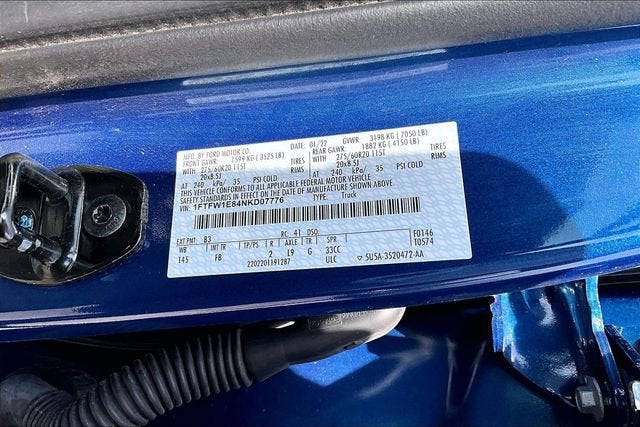 MFD. BY FORD MOTOR CO. DATE: 01/22 GVWR: 3198 KG ( 7050 LB)
FRONT GAWR: 1599 KG ( 3525 LB) REAR GAWR: 1882 KG ( 4150 LB)
WITH 275/60R20 115T TIRES WITH 275/60R20 115T TIRES
20x8.5J RIMS 20x8.5J RIMS
AT 240 kPa/ 35 PSI COLD AT 240 kPa/ 35 PSI COLD
THIS VEHICLE CONFORMS TO ALL APPLICABLE FEDERAL MOTOR VEHICLE
SAFETY STANDARDS IN EFFECT ON THE DATE OF MANUFACTURE SHOWN ABOVE.
VIN: 1FTFW1E84NKD07776 TYPE: Truck
F0146
T0574
EXT PNT: B3 RC: 41 DSO:
WB INT TR TP/PS R AXLE TR SPR
145 FB 2 L9 G 33CC
2202201191287 ULC 5U5A-3520472-AA